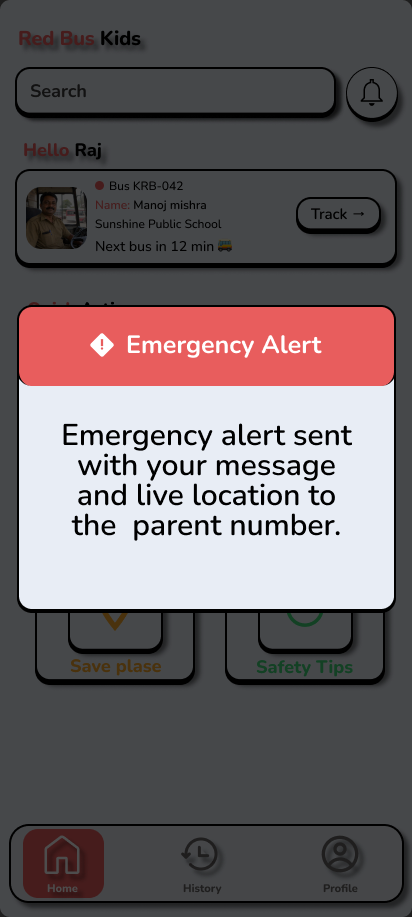 Red Bus Kids
Search
Hello Raj
Bus KRB-042
Name: Manoj mishra
Sunshine Public School
Next bus in 12 min
Track →
Emergency Alert
Emergency alert sent
with your message
and live location to
the  parent number.
Save plase
Safety Tips
Home
History
Profile